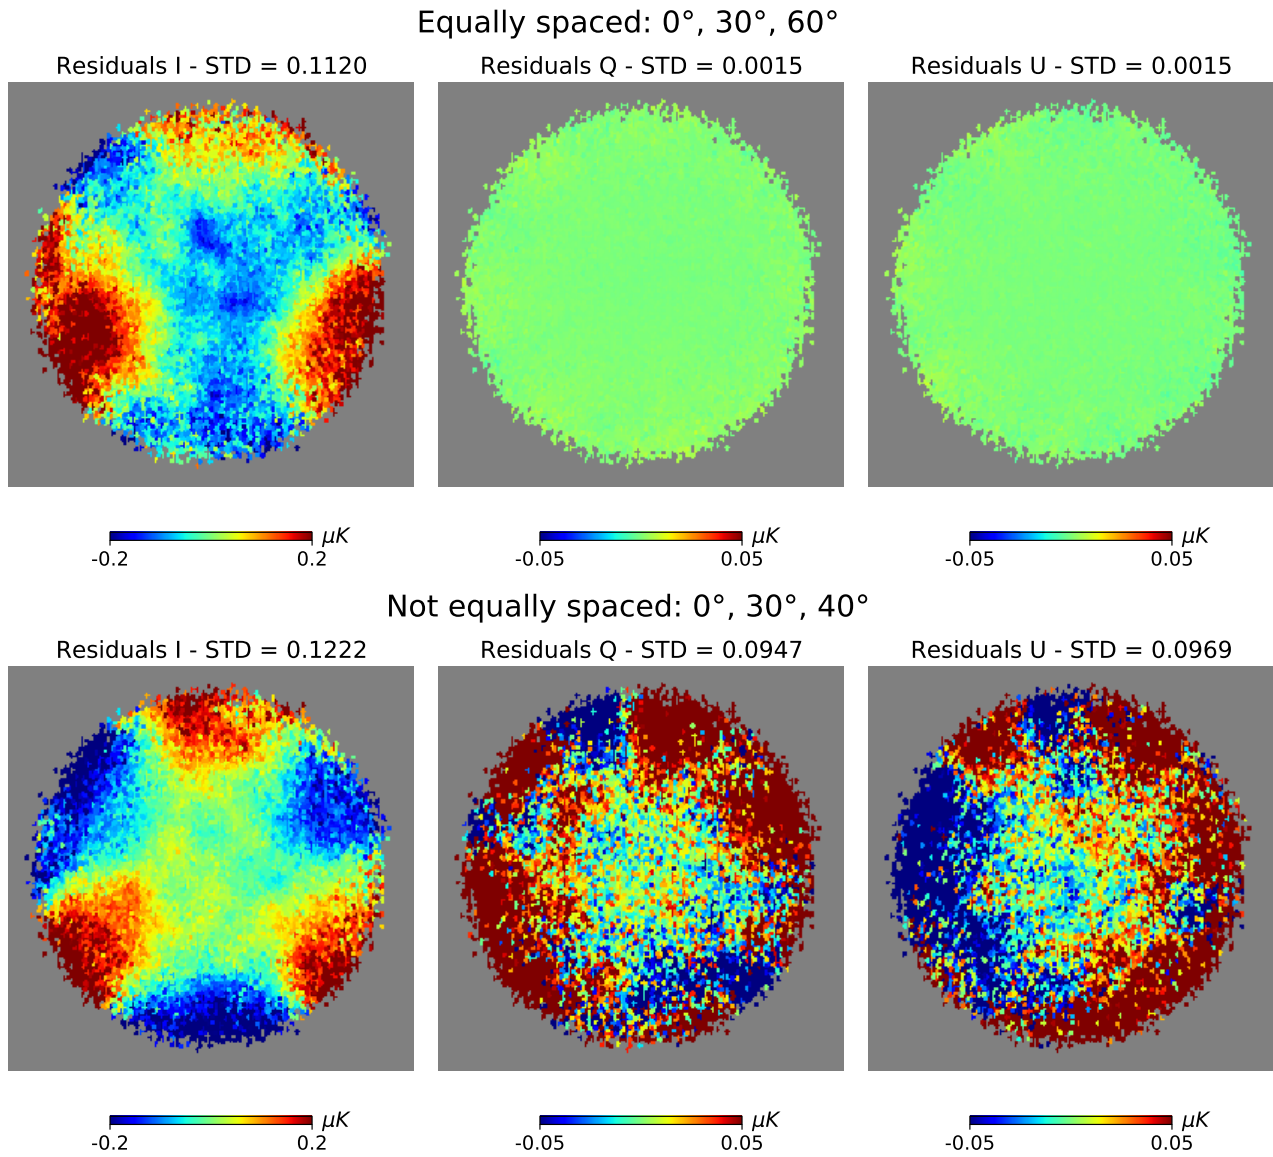 Equally spaced: 0°, 30°, 60°
Residuals I - STD = 0.1120
Residuals Q - STD = 0.0015
Residuals U - STD = 0.0015
-0.2 0.2 μK
-0.05 0.05 μK
-0.05 0.05 μK
Not equally spaced: 0°, 30°, 40°
Residuals I - STD = 0.1222
Residuals Q - STD = 0.0947
Residuals U - STD = 0.0969
-0.2 0.2 μK
-0.05 0.05 μK
-0.05 0.05 μK